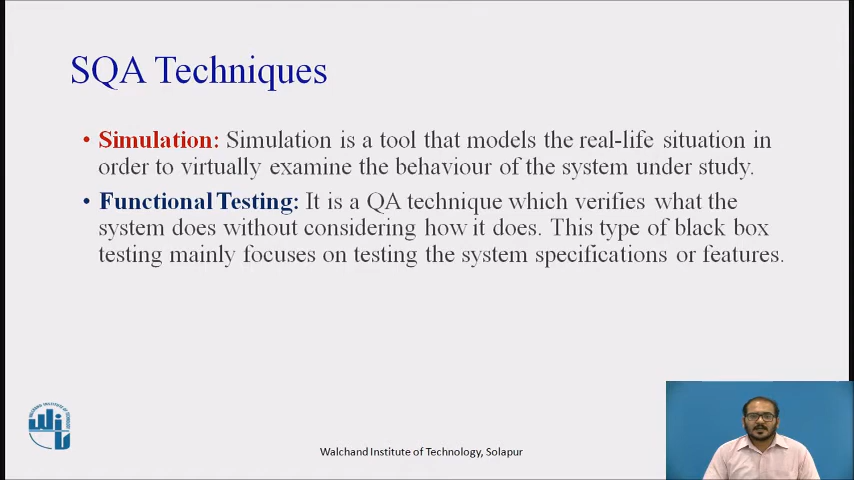 SQA Techniques
• Simulation: Simulation is a tool that models the real-life situation in
order to virtually examine the behaviour of the system under study.
• Functional Testing: It is a QA technique which verifies what the
system does without considering how it does. This type of black box
testing mainly focuses on testing the system specifications or features.
Walchand Institute of Technology, Solapur